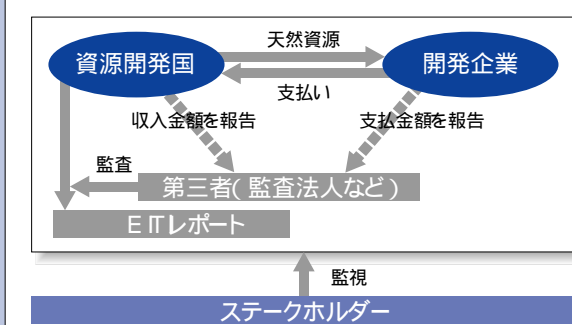 天然資源
資源開発国
開発企業
支払い
収入金額を報告
支払金額を報告
監査
第三者(監査法人など)
EITIレポート
監視
ステークホルダー